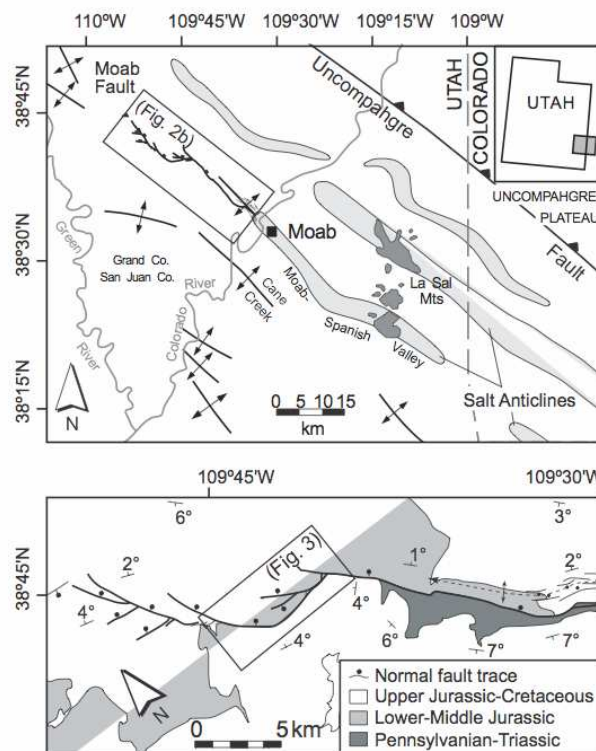 110°W 109°45'W 109°30'W 109°15'W 109°W
38°45'N
38°30'N
38°15'N
Moab
Fault
(Fig. 2b)
Uncompahgre
Fault
UTAH
COLORADO
UTAH
UNCOMPAHGRE
PLATEAU
Moab
Green
River
Grand Co.
San Juan Co.
River
Colorado
Cane
Creek
Moab-
Spanish
Valley
La Sal
Mts
Salt Anticlines
N
0 5 10 15
km
109°45'W 109°30'W
38°45'N
38°45'N
6°
2°
4°
(Fig. 3)
4°
4°
1°
3°
2°
6°
7°
7°
N
0 5km
Normal fault trace
Upper Jurassic-Cretaceous
Lower-Middle Jurassic
Pennsylvanian-Triassic